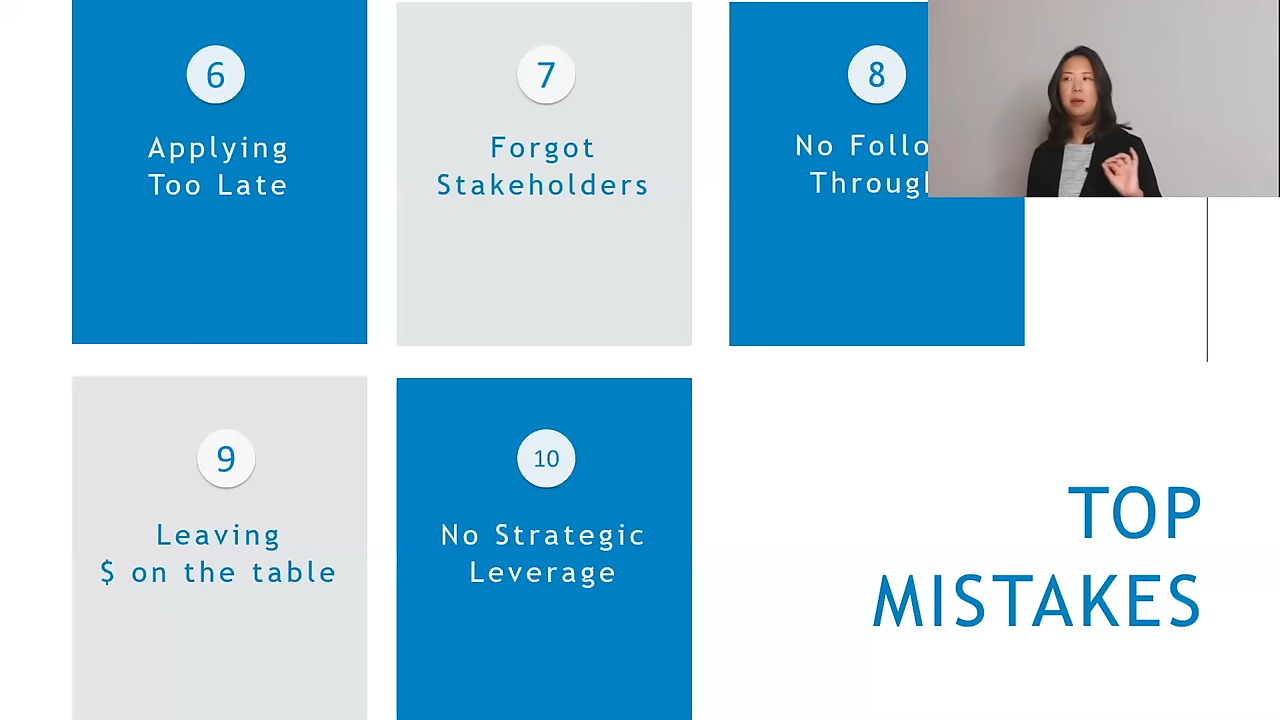 6
Applying
Too Late
7
Forgot
Stakeholders
8
No
9
Leaving
$ on the table
10
No Strategic
Leverage
TOP
MISTAKES